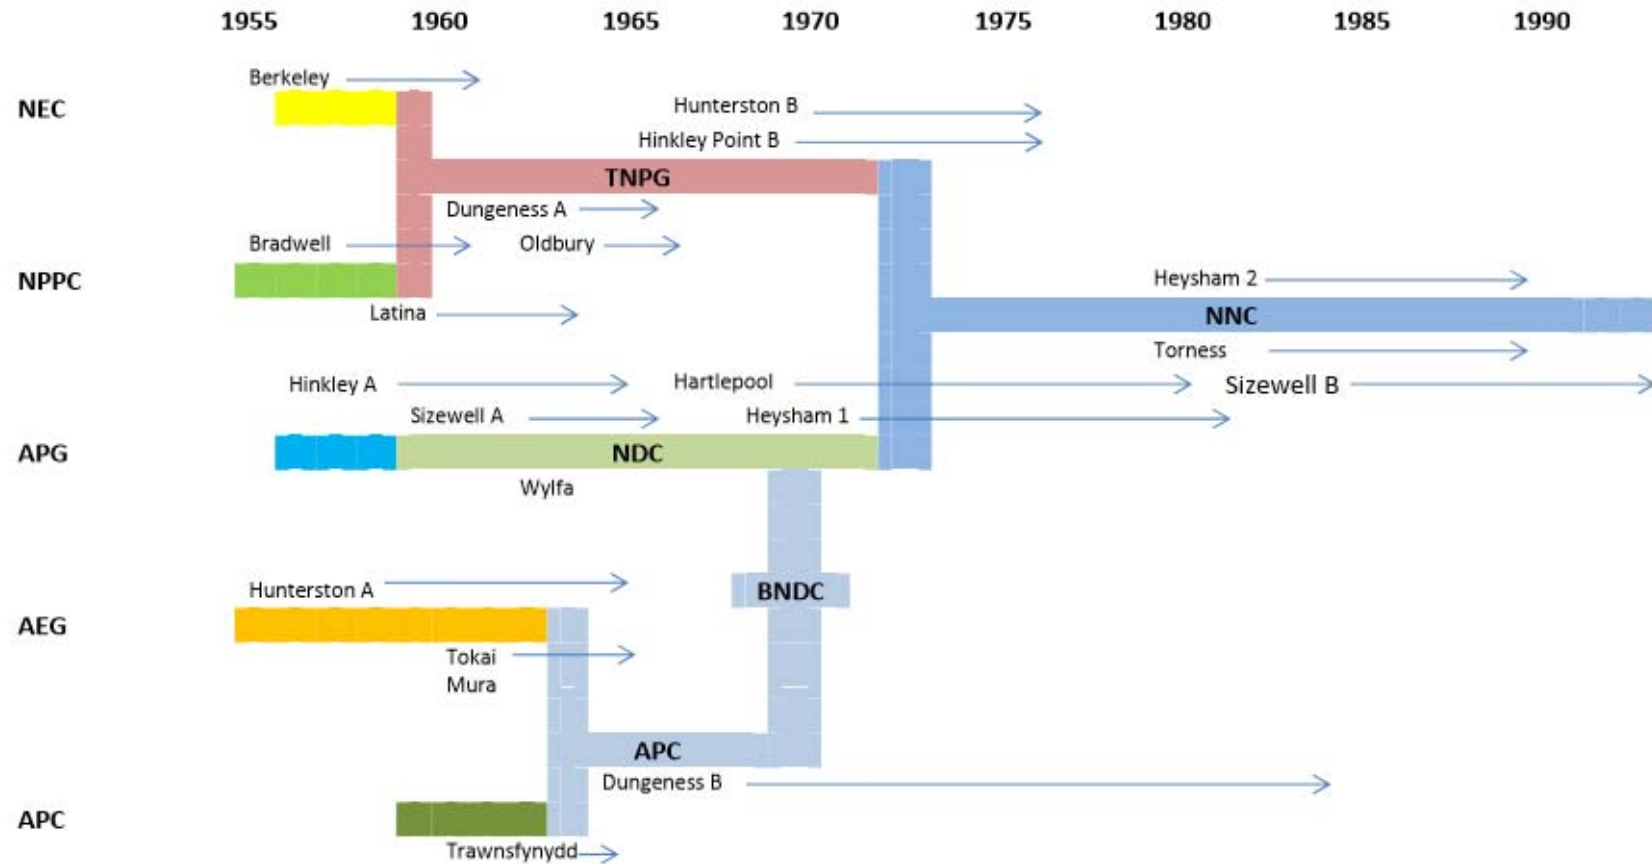 1955 1960 1965 1970 1975 1980 1985 1990
Berkeley
NEC
Hunterston B
Hinkley Point B
TNPG
Dungeness A
Bradwell
Oldbury
NPPC
Heysham 2
Latina
NNC
Torness
Hinkley A
Hartlepool
Sizewell B
Sizewell A
Heysham 1
APG
NDC
Wylfa
Hunterston A
BNDC
AEG
Tokai
Mura
APC
Dungeness B
APC
Trawnsfynydd